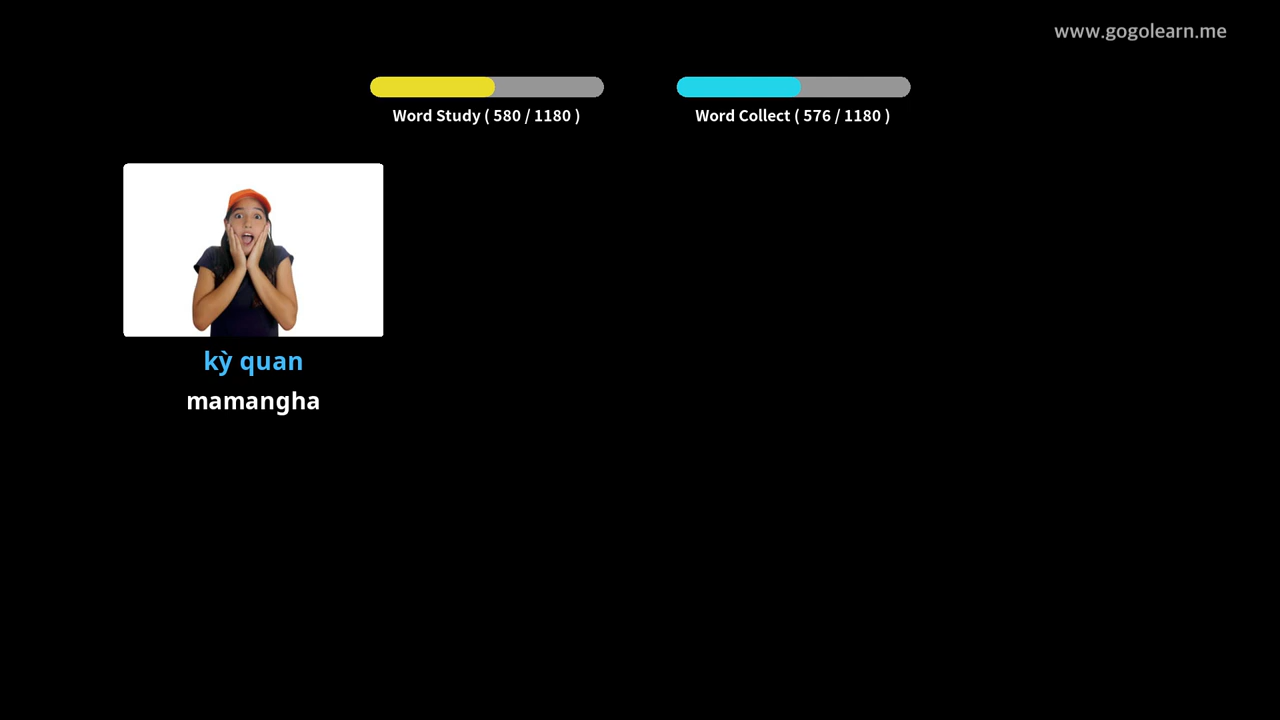 www.gogolearn.me
Word Study ( 580 / 1180 )
Word Collect ( 576 / 1180 )
kỳ quan
mamangha